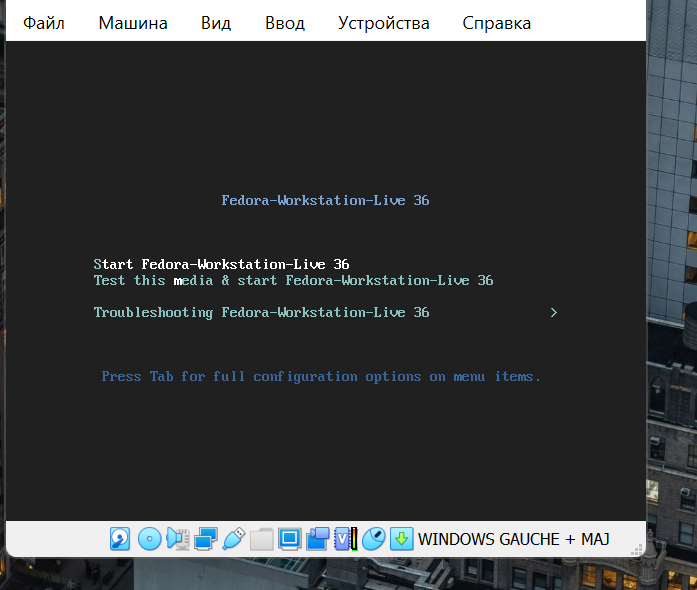 Файл Машина Вид Ввод Устройства Справка
Fedora-Workstation-Live 36
Start Fedora-Workstation-Live 36
Test this media & start Fedora-Workstation-Live 36
Troubleshooting Fedora-Workstation-Live 36 >
Press Tab for full configuration options on menu items.
WINDOWS GAUCHE + MAJ